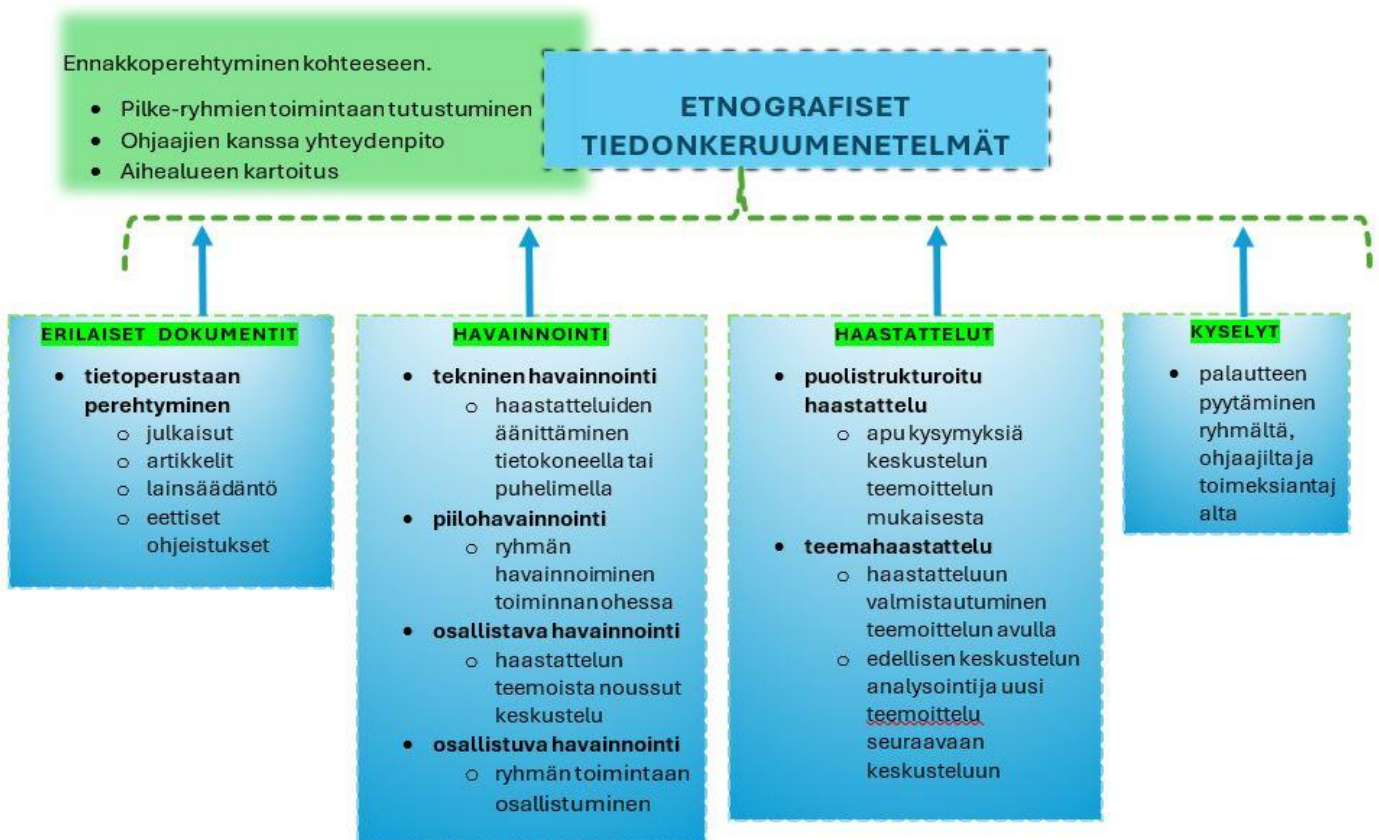 Ennakkoperehtyminen kohteeseen.
• Pilke-ryhmien toimintaan tutustuminen
• Ohjaajien kanssa yhteydenpito
• Aihealueen kartoitus
ETNOGRAFISET
TIEDONKERUUMENETELMÄT
ERILAISET DOKUMENTIT
• tietoperustaan
perehtyminen
o julkaisut
o artikkelit
o lainsäädäntö
o eettiset
ohjeistukset
HAVAINNOINTI
• tekninen havainnointi
o haastatteluiden
äänittäminen
tietokoneella tai
puhelimella
• piilohavainnointi
o ryhmän
havainnoiminen
toiminnan ohessa
• osallistava havainnointi
o haastattelun
teemoista noussut
keskustelu
• osallistuva havainnointi
o ryhmän toimintaan
osallistuminen
HAASTATTELUT
• puolistrukturoitu
haastattelu
o apukysymyksiä
keskustelun
teemoittelun
mukaisesta
• teemahaastattelu
o haastatteluun
valmistautuminen
teemoittelun avulla
o edellisen keskustelun
analysointi ja uusi
teemoittelu
seuraavaan
keskusteluun
KYSELYT
• palautteen
pyytäminen
ryhmältä,
ohjaajilta ja
toimeksiantaj
alta